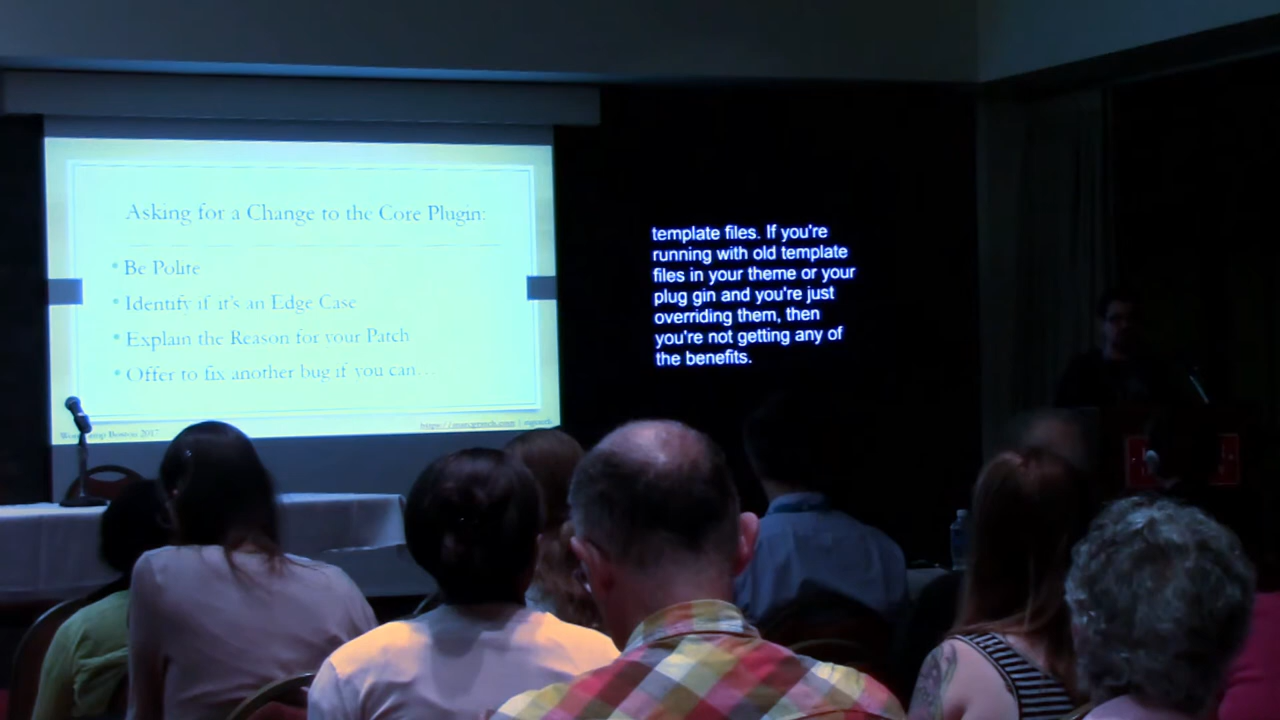 Asking for a Change to the Core Plugin:
• Be Polite
• Identify if it's an Edge Case
• Explain the Reason for your Patch
• Offer to fix another bug if you can…
Boston 2017
template files. If you're
running with old template
files in your theme or your
plug gin and you're just
overriding them, then
you're not getting any of
the benefits.